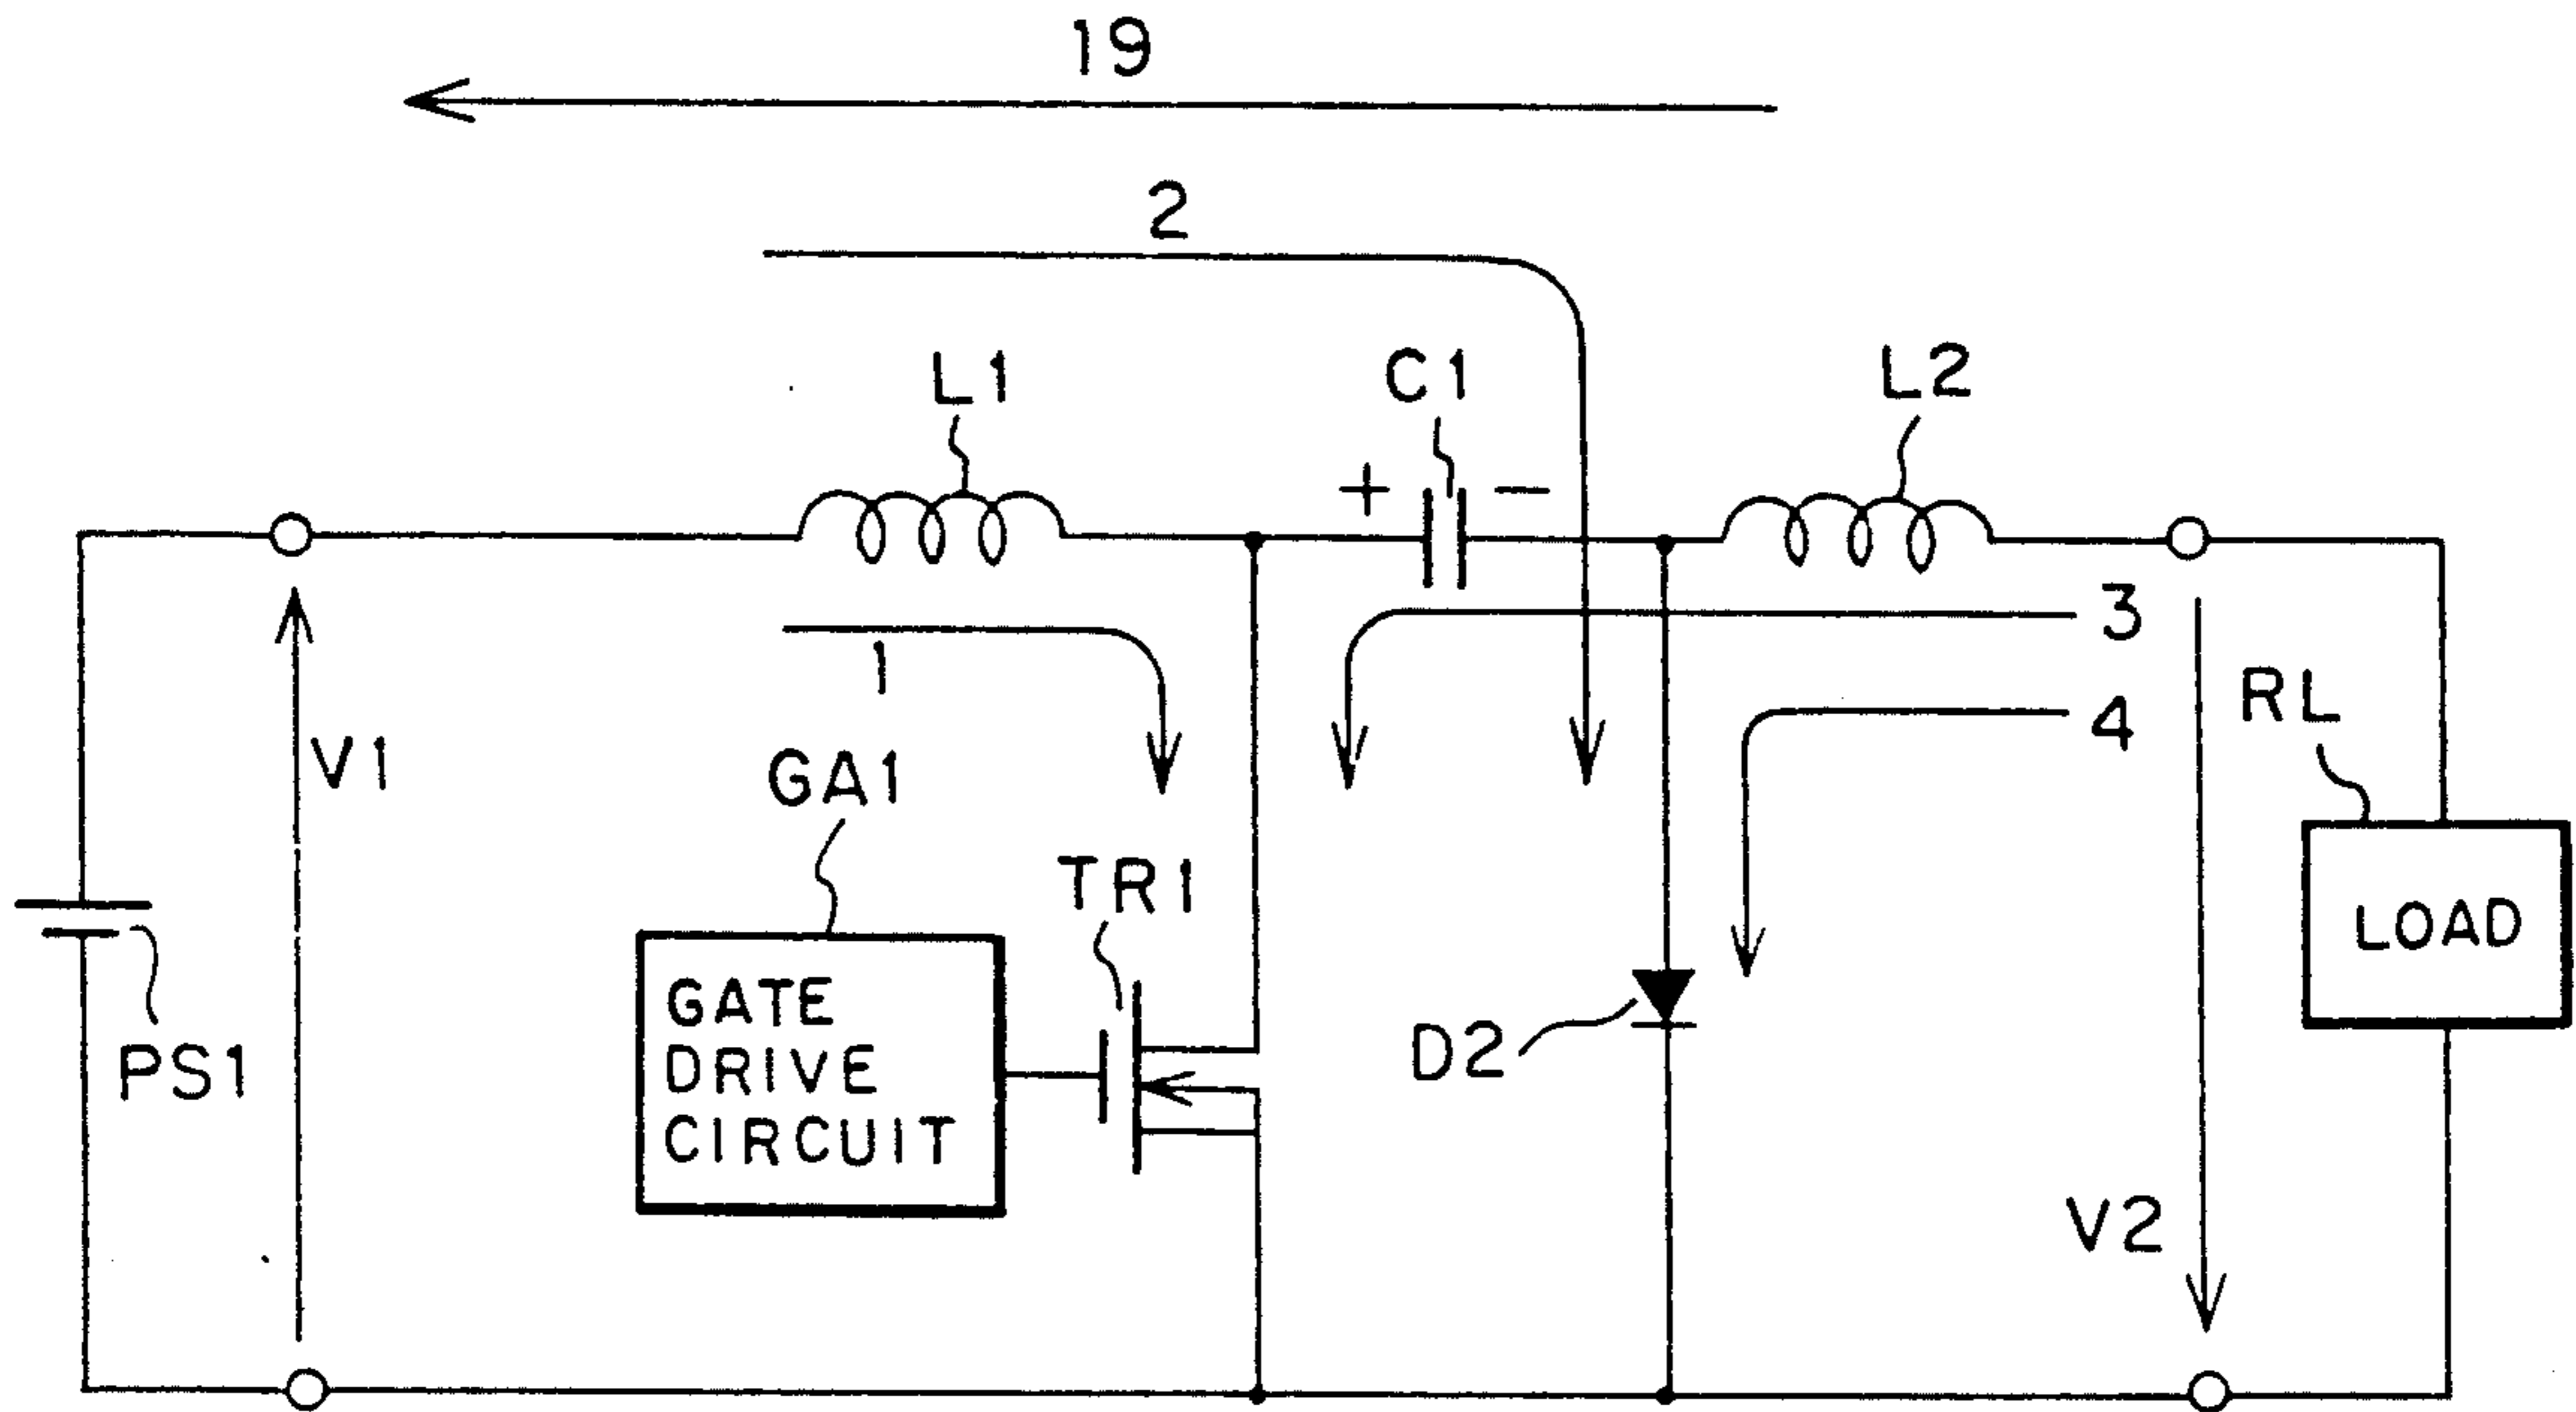 19
2
L1
C1
L2
+
−
1
3
4
V1
GA1
TR1
RL
GATE
DRIVE
CIRCUIT
PS1
D2
LOAD
V2